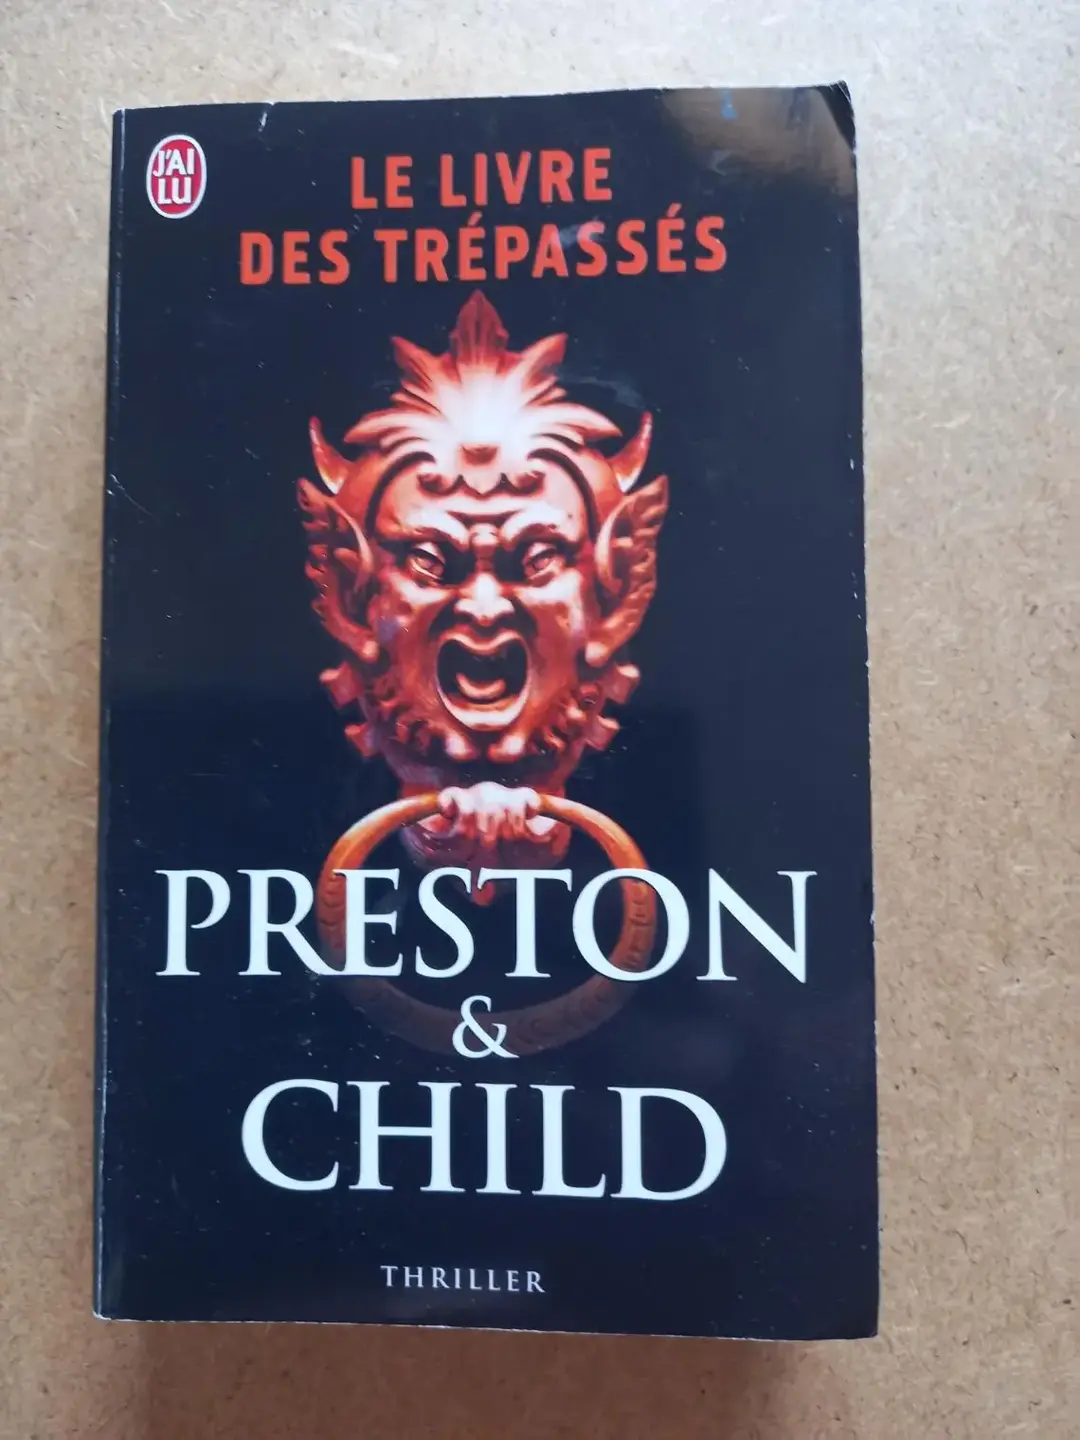 J'AI
LU
LE LIVRE
DES TRÉPASSÉS
PRESTON
&
CHILD
THRILLER